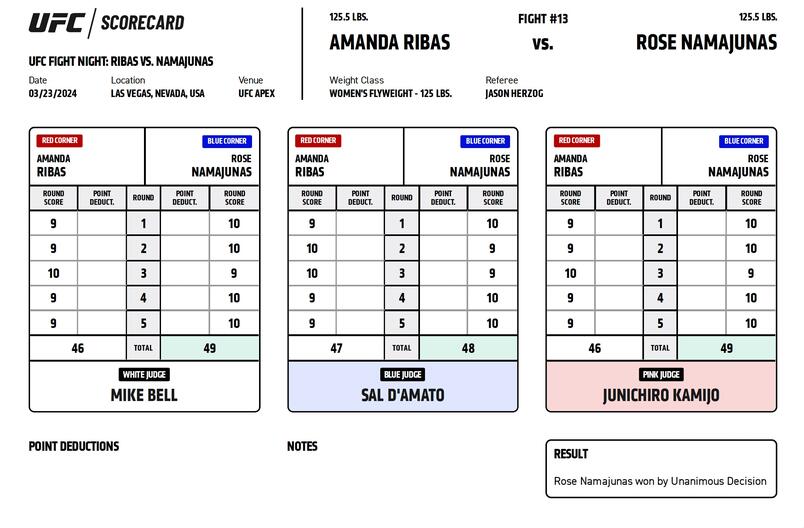 UFC / SCORECARD
UFC FIGHT NIGHT: RIBAS VS. NAMAJUNAS
Date Location Venue
03/23/2024 LAS VEGAS, NEVADA, USA UFC APEX
125.5 LBS. FIGHT #13 125.5 LBS.
AMANDA RIBAS VS. ROSE NAMAJUNAS
Weight Class Referee
WOMEN'S FLYWEIGHT - 125 LBS. JASON HERZOG
RED CORNER BLUE CORNER
AMANDA ROSE
RIBAS NAMAJUNAS
ROUND SCORE POINT DEDUCT. ROUND POINT DEDUCT. ROUND SCORE
9 1 10
9 2 10
10 3 9
9 4 10
9 5 10
46 TOTAL 49
WHITE JUDGE
MIKE BELL
RED CORNER BLUE CORNER
AMANDA ROSE
RIBAS NAMAJUNAS
ROUND SCORE POINT DEDUCT. ROUND POINT DEDUCT. ROUND SCORE
9 1 10
10 2 9
10 3 9
9 4 10
9 5 10
47 TOTAL 48
BLUE JUDGE
SAL D'AMATO
RED CORNER BLUE CORNER
AMANDA ROSE
RIBAS NAMAJUNAS
ROUND SCORE POINT DEDUCT. ROUND POINT DEDUCT. ROUND SCORE
9 1 10
9 2 10
10 3 9
9 4 10
9 5 10
46 TOTAL 49
PINK JUDGE
JUNICHIRO KAMIJO
POINT DEDUCTIONS
NOTES
RESULT
Rose Namajunas won by Unanimous Decision